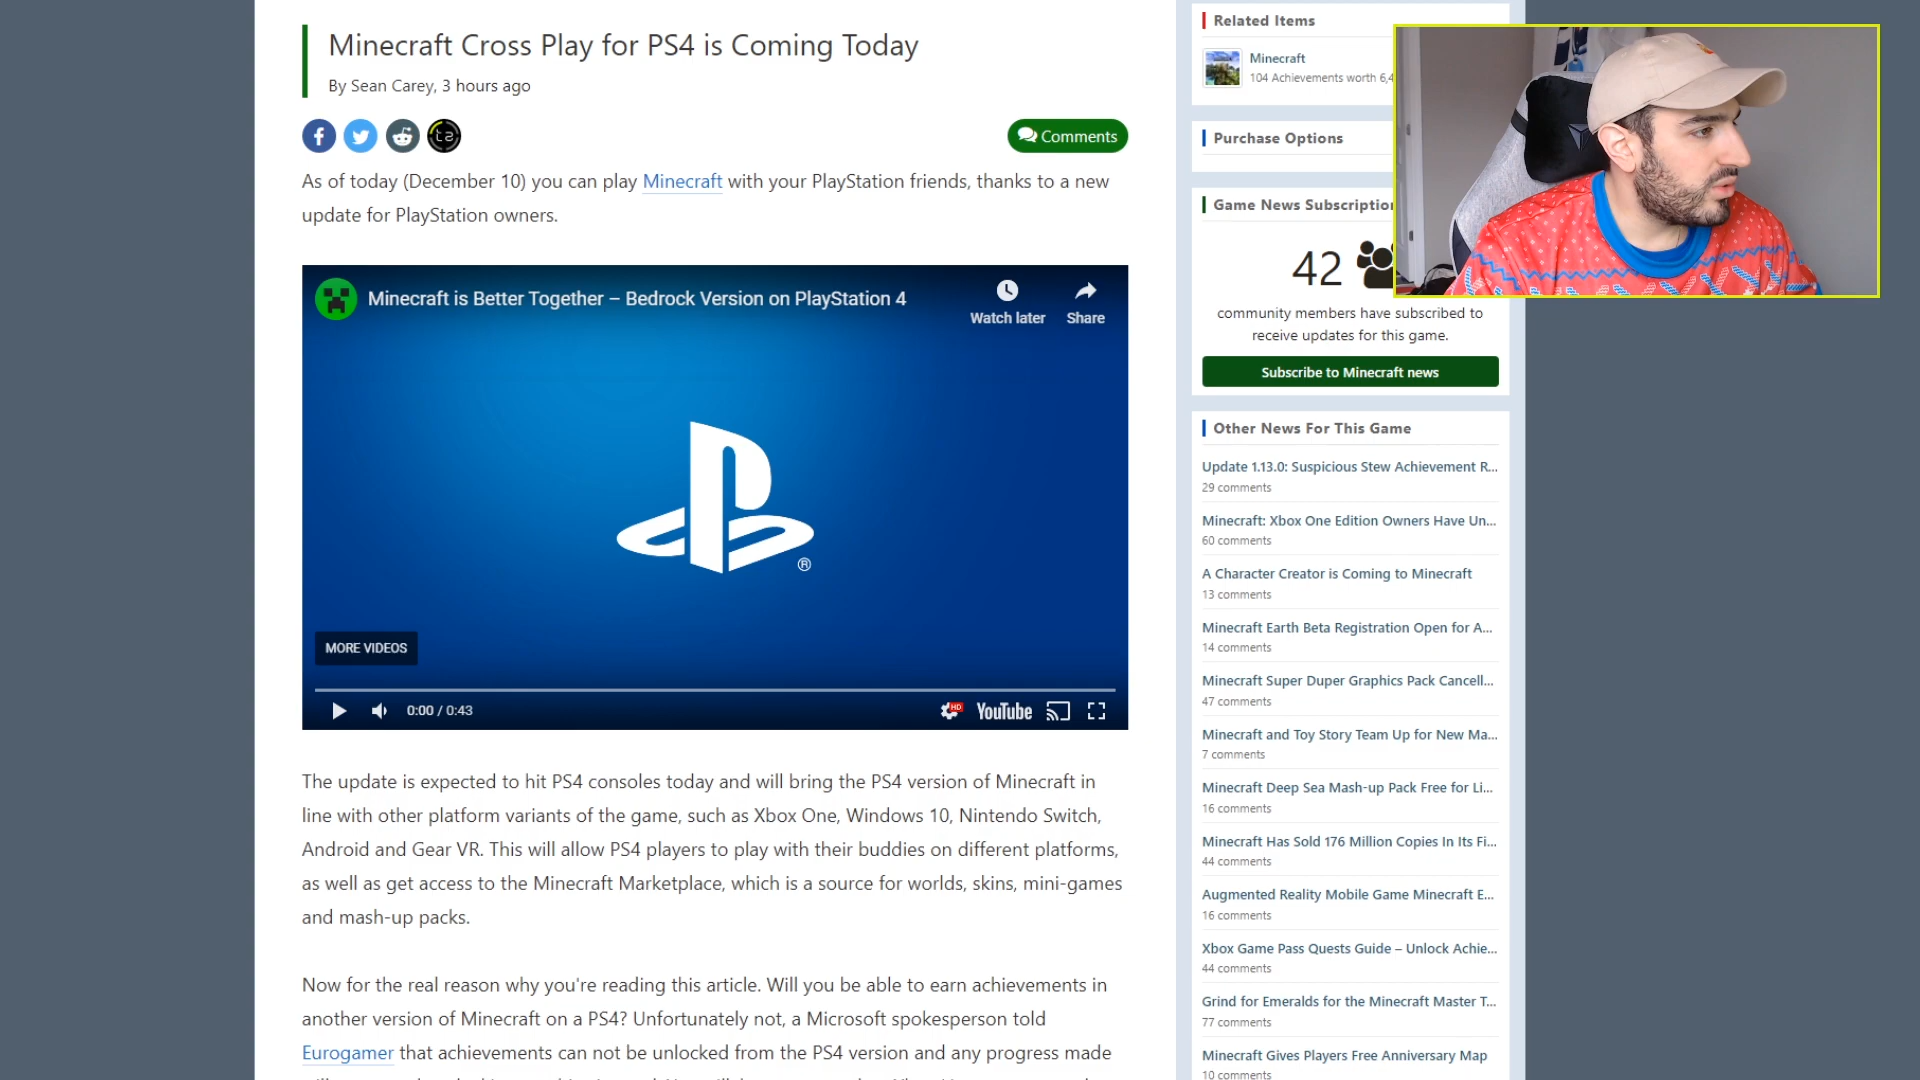 Minecraft Cross Play for PS4 is Coming Today
By Sean Carey, 3 hours ago
Comments
As of today (December 10) you can play Minecraft with your PlayStation friends, thanks to a new
update for PlayStation owners.
Minecraft is Better Together – Bedrock Version on PlayStation 4
Watch later
Share
®
MORE VIDEOS
0:00 / 0:43
HD
YouTube
The update is expected to hit PS4 consoles today and will bring the PS4 version of Minecraft in
line with other platform variants of the game, such as Xbox One, Windows 10, Nintendo Switch,
Android and Gear VR. This will allow PS4 players to play with their buddies on different platforms,
as well as get access to the Minecraft Marketplace, which is a source for worlds, skins, mini-games
and mash-up packs.
Now for the real reason why you're reading this article. Will you be able to earn achievements in
another version of Minecraft on a PS4? Unfortunately not, a Microsoft spokesperson told
Eurogamer that achievements can not be unlocked from the PS4 version and any progress made
Related Items
Minecraft
104 Achievements worth 6,4
Purchase Options
Game News Subscription
42
community members have subscribed to
receive updates for this game.
Subscribe to Minecraft news
Other News For This Game
Update 1.13.0: Suspicious Stew Achievement R...
29 comments
Minecraft: Xbox One Edition Owners Have Un...
60 comments
A Character Creator is Coming to Minecraft
13 comments
Minecraft Earth Beta Registration Open for A...
14 comments
Minecraft Super Duper Graphics Pack Cancell...
47 comments
Minecraft and Toy Story Team Up for New Ma...
7 comments
Minecraft Deep Sea Mash-up Pack Free for Li...
16 comments
Minecraft Has Sold 176 Million Copies In Its Fi...
44 comments
Augmented Reality Mobile Game Minecraft E...
16 comments
Xbox Game Pass Quests Guide – Unlock Achie...
44 comments
Grind for Emeralds for the Minecraft Master T...
77 comments
Minecraft Gives Players Free Anniversary Map
10 comments